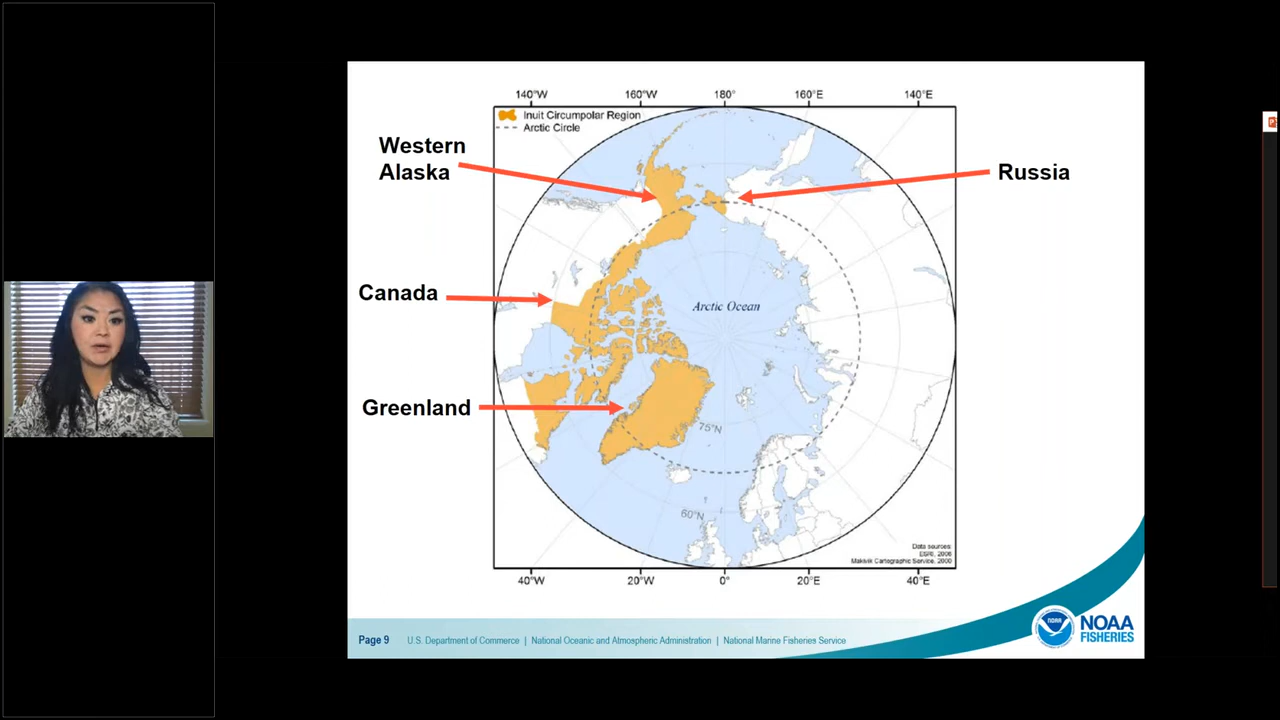 140°W 160°W 180° 160°E 140°E
Inuit Circumpolar Region
Arctic Circle
Western
Alaska
Russia
Canada
Arctic Ocean
Greenland
75°N
60°N
Data sources:
ESRI, 2006
Makivik Cartographic Service, 2000
40°W 20°W 0° 20°E 40°E
Page 9 U.S. Department of Commerce | National Oceanic and Atmospheric Administration | National Marine Fisheries Service
NOAA
NOAA
FISHERIES
P